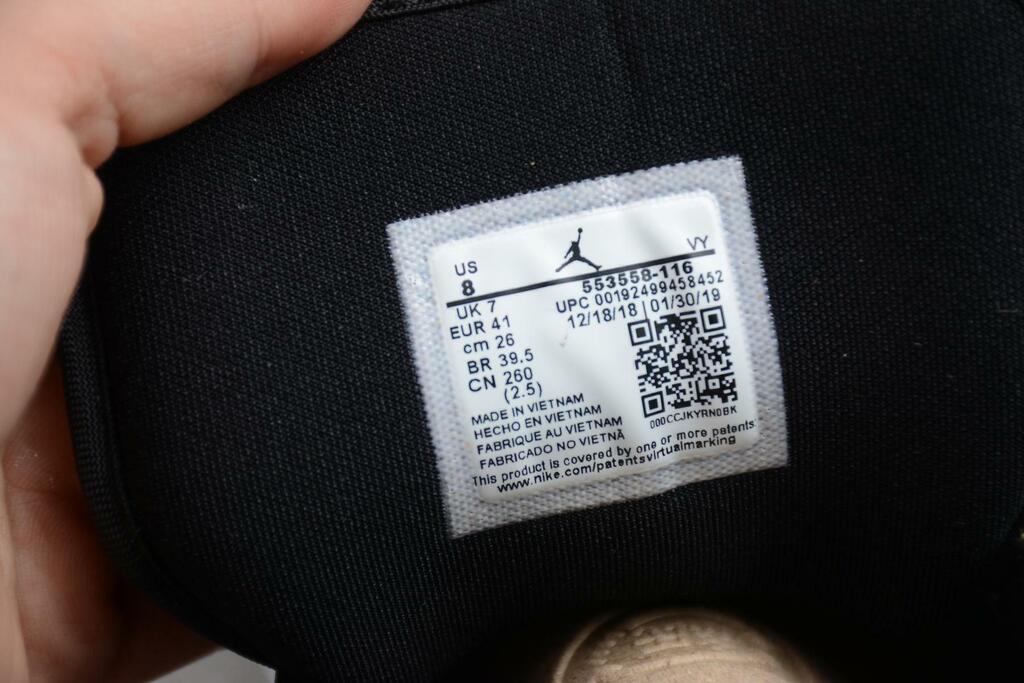 US
8
VY
553558-116
UPC 00192499458452
12/18/18 | 01/30/19
UK 7
EUR 41
cm 26
BR 39.5
CN 260
(2.5)
000CCJKYRN0BK
MADE IN VIETNAM
HECHO EN VIETNAM
FABRIQUE AU VIETNAM
FABRICADO NO VIETNÃ
This product is covered by one or more patents
www.nike.com/patentsvirtualmarking